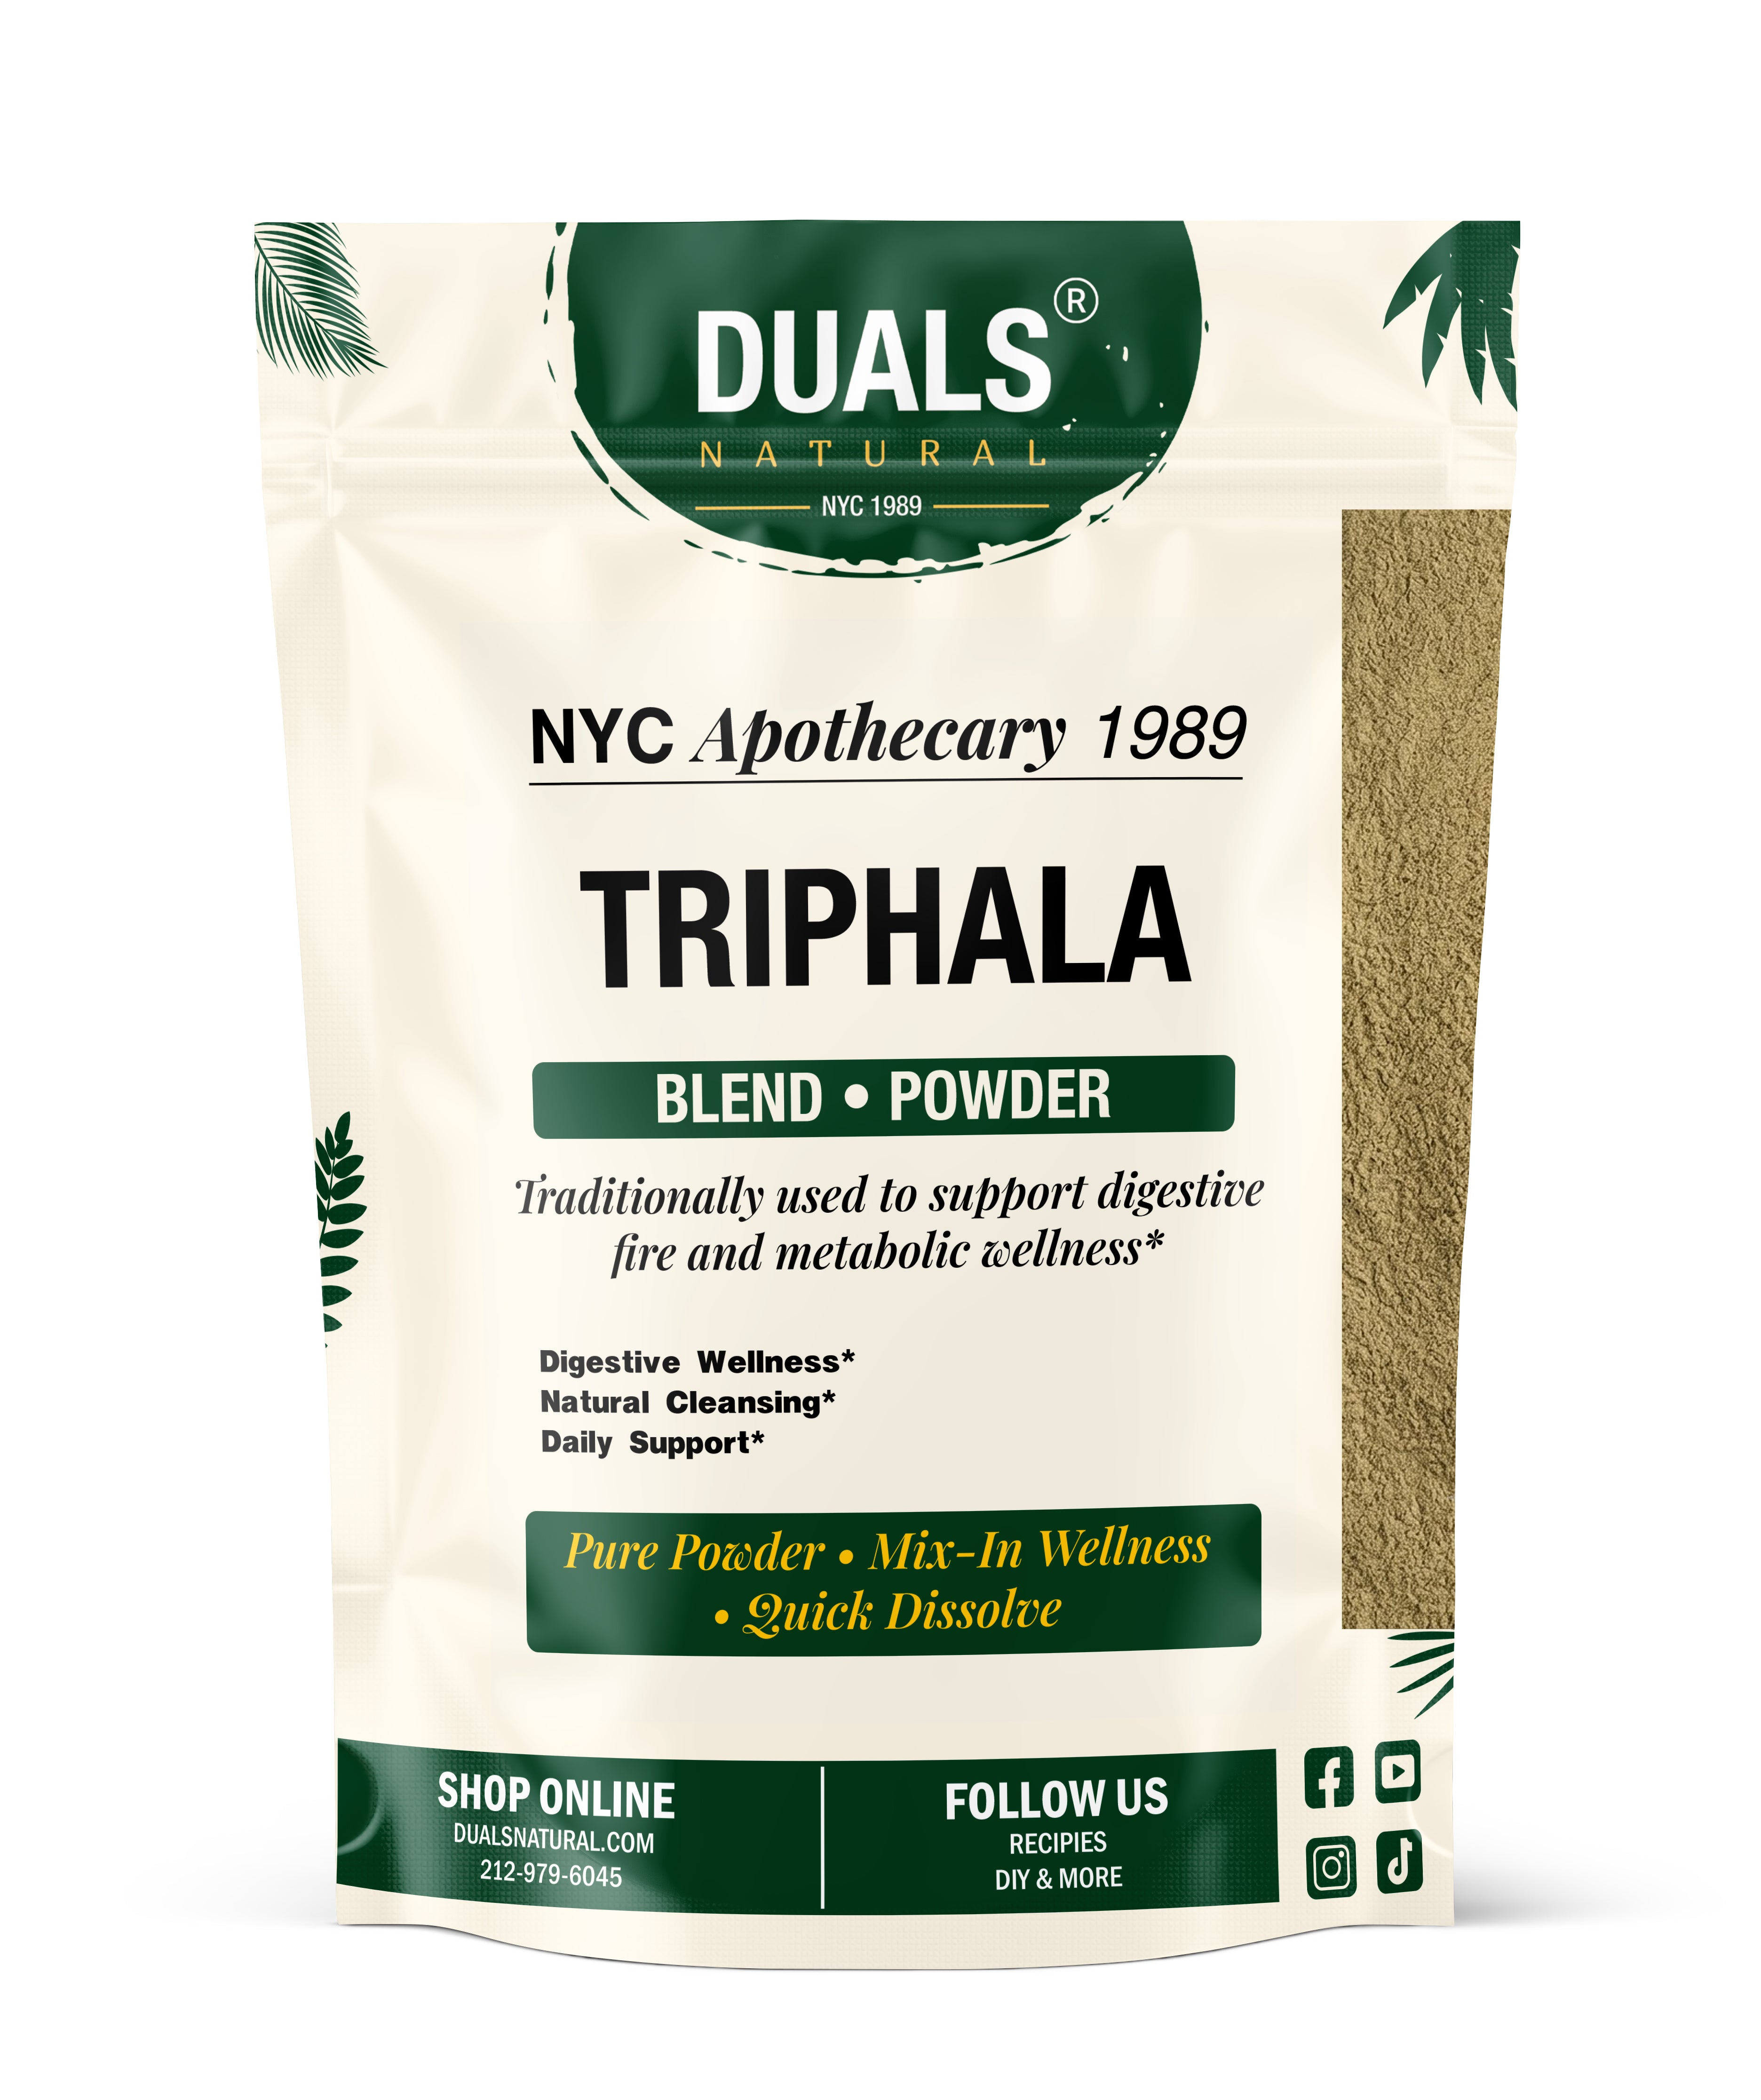 DUALS®
NATURAL
NYC 1989
NYC Apothecary 1989
TRIPHALA
BLEND • POWDER
Traditionally used to support digestive
fire and metabolic wellness*
Digestive Wellness*
Natural Cleansing*
Daily Support*
Pure Powder • Mix-In Wellness
• Quick Dissolve
SHOP ONLINE
DUALSNATURAL.COM
212-979-6045
FOLLOW US
RECIPIES
DIY & MORE